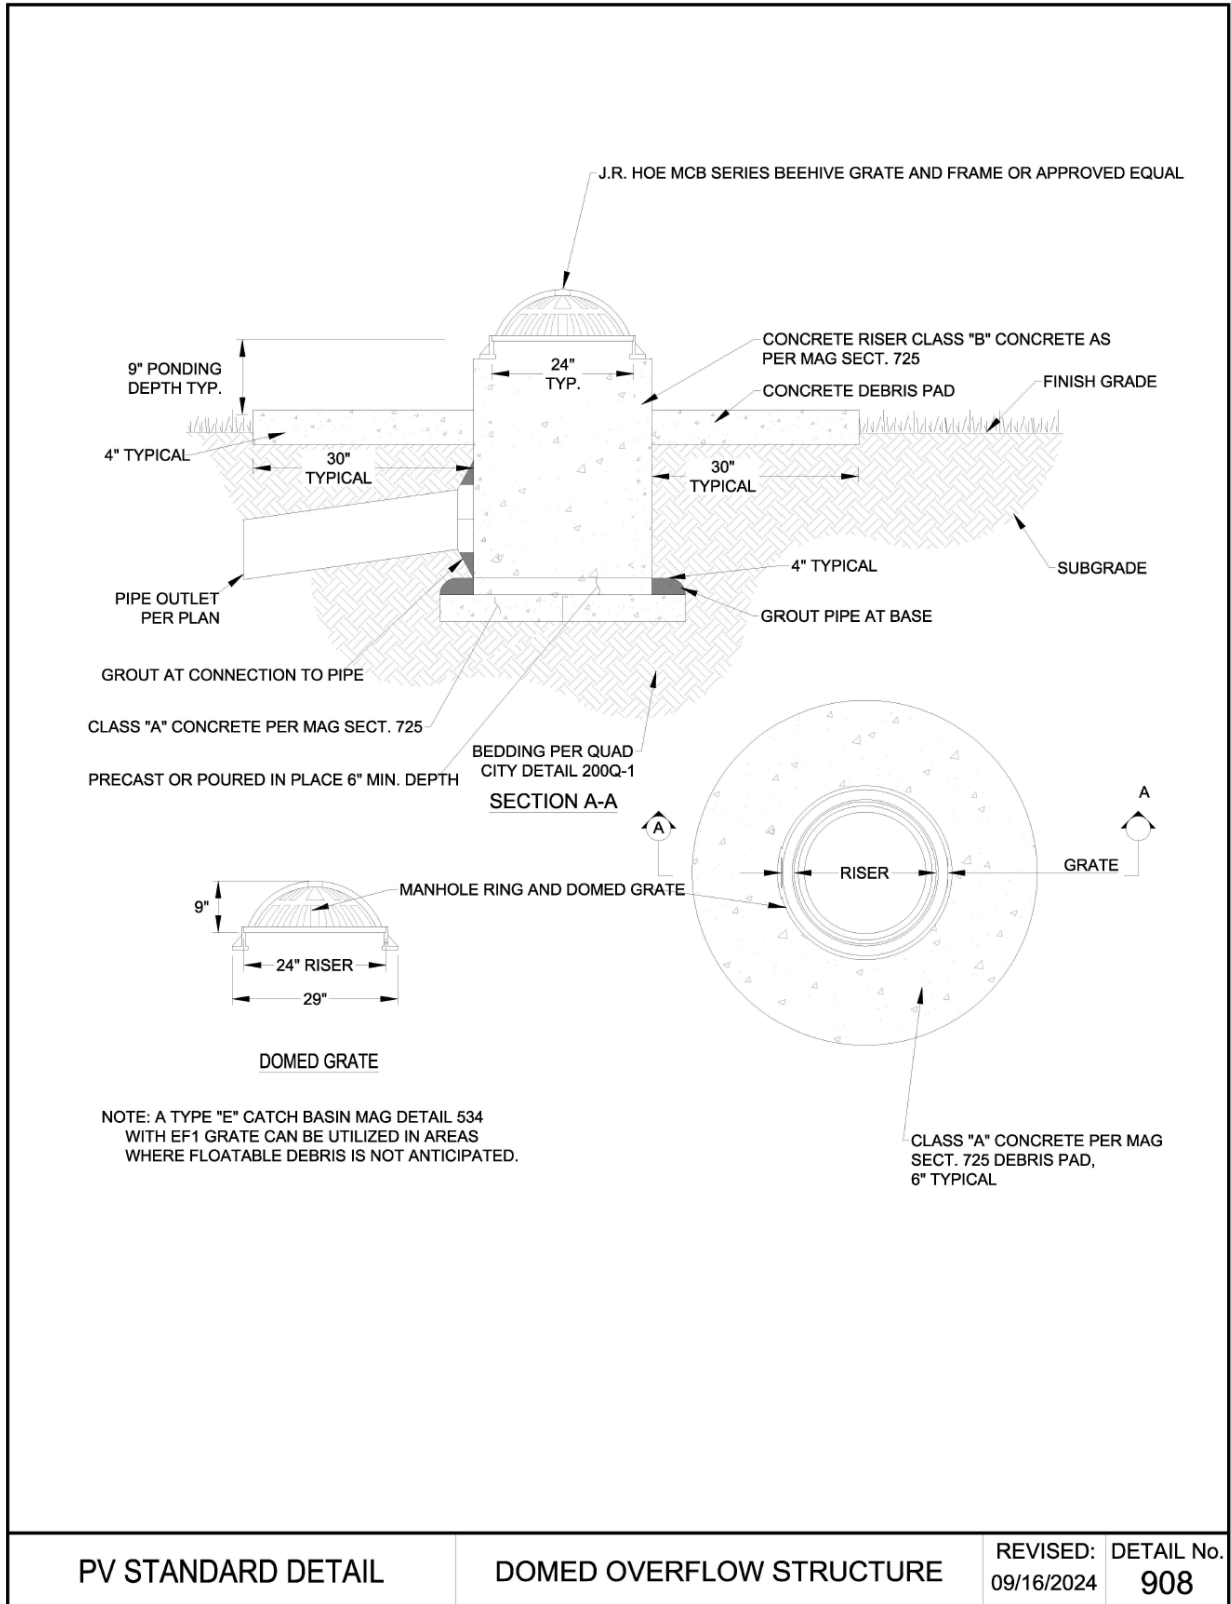 J.R. HOE MCB SERIES BEEHIVE GRATE AND FRAME OR APPROVED EQUAL
9" PONDING
DEPTH TYP.
24"
TYP.
CONCRETE RISER CLASS "B" CONCRETE AS
PER MAG SECT. 725
CONCRETE DEBRIS PAD
FINISH GRADE
4" TYPICAL
30"
TYPICAL
30"
TYPICAL
4" TYPICAL
SUBGRADE
PIPE OUTLET
PER PLAN
GROUT PIPE AT BASE
GROUT AT CONNECTION TO PIPE
CLASS "A" CONCRETE PER MAG SECT. 725
BEDDING PER QUAD
CITY DETAIL 200Q-1
PRECAST OR POURED IN PLACE 6" MIN. DEPTH
SECTION A-A
A
A
RISER
GRATE
MANHOLE RING AND DOMED GRATE
9"
24" RISER
29"
DOMED GRATE
NOTE: A TYPE "E" CATCH BASIN MAG DETAIL 534
WITH EF1 GRATE CAN BE UTILIZED IN AREAS
WHERE FLOATABLE DEBRIS IS NOT ANTICIPATED.
CLASS "A" CONCRETE PER MAG
SECT. 725 DEBRIS PAD,
6" TYPICAL
PV STANDARD DETAIL
DOMED OVERFLOW STRUCTURE
REVISED:
09/16/2024
DETAIL No.
908